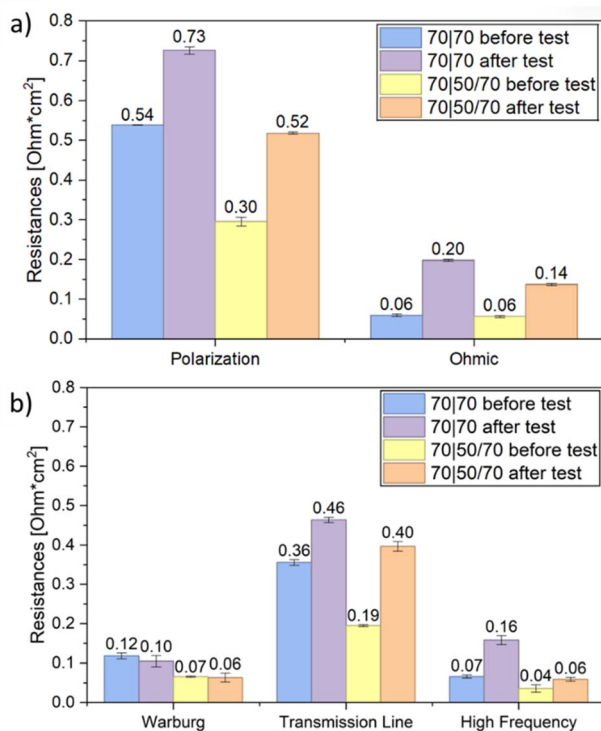 a)
Resistances [Ohm*cm²]
0.8
0.7
0.6
0.5
0.4
0.3
0.2
0.1
0.0
70|70 before test
70|70 after test
70|50/70 before test
70|50/70 after test
0.54
0.73
0.30
0.52
0.06
0.20
0.06
0.14
Polarization
Ohmic
b)
Resistances [Ohm*cm²]
0.8
0.7
0.6
0.5
0.4
0.3
0.2
0.1
0.0
70|70 before test
70|70 after test
70|50/70 before test
70|50/70 after test
0.12
0.10
0.07
0.06
0.36
0.46
0.19
0.40
0.07
0.16
0.04
0.06
Warburg
Transmission Line
High Frequency